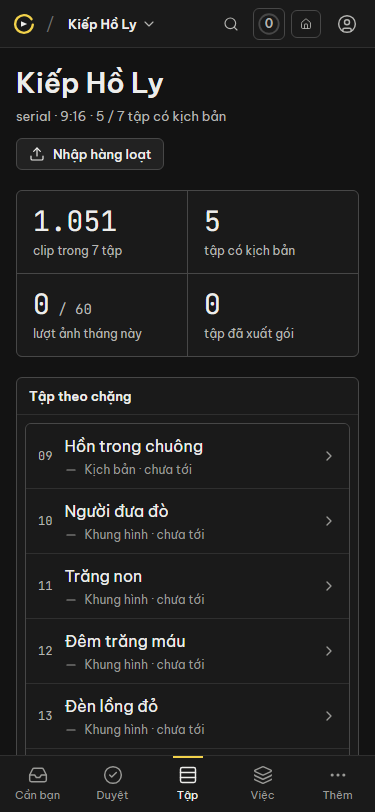 / Kiếp Hồ Ly 0
Kiếp Hồ Ly
serial · 9:16 · 5 / 7 tập có kịch bản
Nhập hàng loạt
1.051
clip trong 7 tập
5
tập có kịch bản
0 / 60
lượt ảnh tháng này
0
tập đã xuất gói
Tập theo chặng
09 Hồn trong chuông
— Kịch bản · chưa tới
10 Người đưa đò
— Khung hình · chưa tới
11 Trăng non
— Khung hình · chưa tới
12 Đêm trăng máu
— Khung hình · chưa tới
13 Đèn lồng đỏ
— Khung hình · chưa tới
Cần bạn Duyệt Tập Việc Thêm